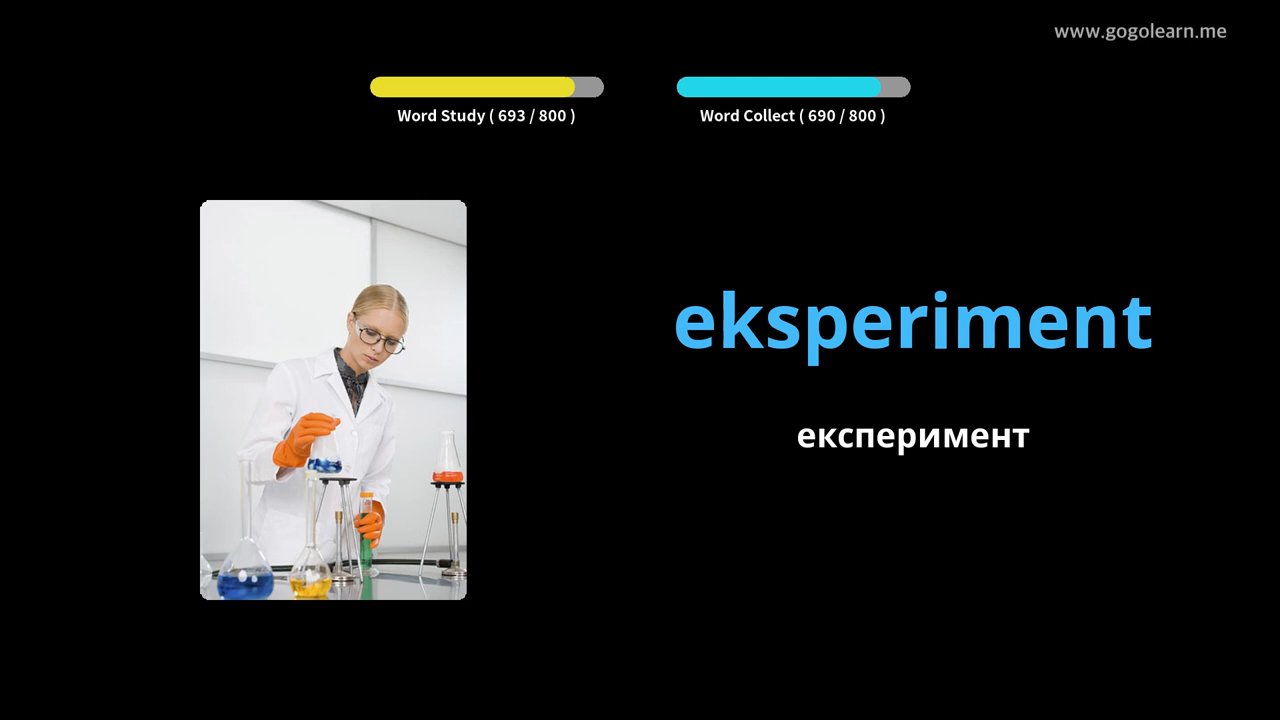 www.gogolearn.me
Word Study ( 693 / 800 )
Word Collect ( 690 / 800 )
eksperiment
експеримент